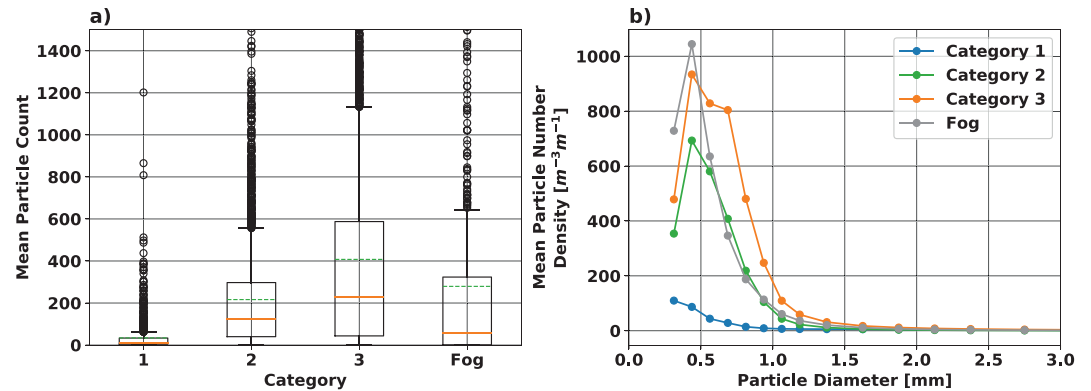 a)
Mean Particle Count
1400
1200
1000
800
600
400
200
0
1 2 3 Fog
Category
b)
Mean Particle Number
Density [m⁻³m⁻¹]
1000
800
600
400
200
0
0.0 0.5 1.0 1.5 2.0 2.5 3.0
Particle Diameter [mm]
Category 1
Category 2
Category 3
Fog